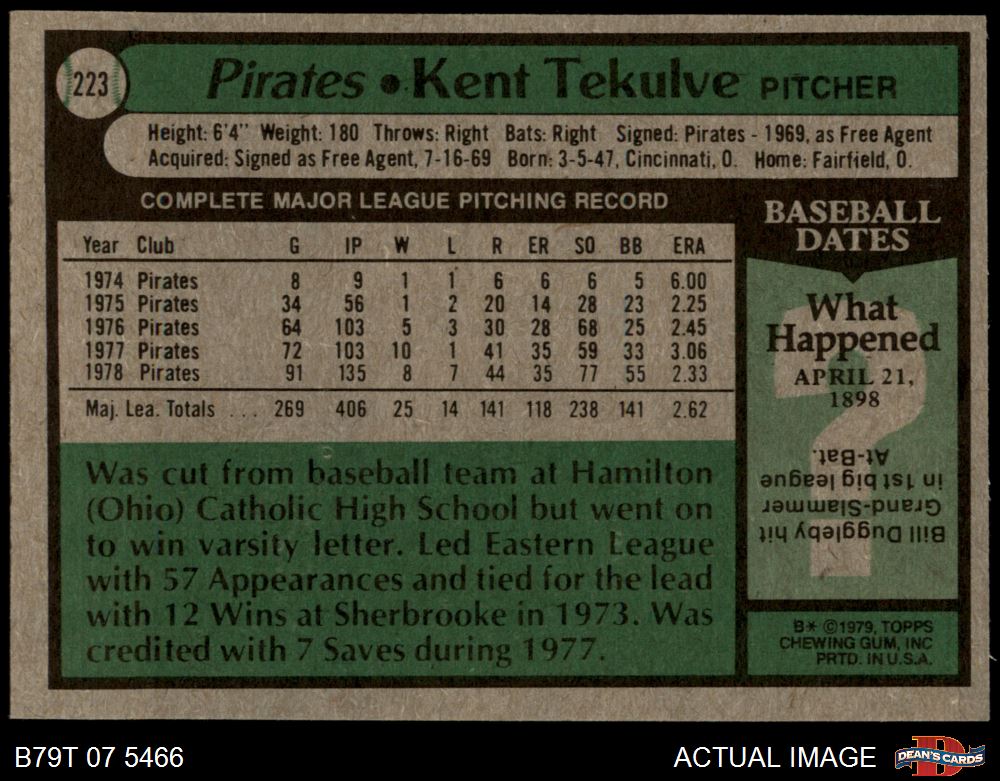 223
Pirates • Kent Tekulve PITCHER
Height: 6'4" Weight: 180 Throws: Right Bats: Right Signed: Pirates - 1969, as Free Agent
Acquired: Signed as Free Agent, 7-16-69 Born: 3-5-47, Cincinnati, O. Home: Fairfield, O.
COMPLETE MAJOR LEAGUE PITCHING RECORD
Year Club G IP W L R ER SO BB ERA
1974 Pirates 8 9 1 1 6 6 6 5 6.00
1975 Pirates 34 56 1 2 20 14 28 23 2.25
1976 Pirates 64 103 5 3 30 28 68 25 2.45
1977 Pirates 72 103 10 1 41 35 59 33 3.06
1978 Pirates 91 135 8 7 44 35 77 55 2.33
Maj. Lea. Totals ... 269 406 25 14 141 118 238 141 2.62
Was cut from baseball team at Hamilton
(Ohio) Catholic High School but went on
to win varsity letter. Led Eastern League
with 57 Appearances and tied for the lead
with 12 Wins at Sherbrooke in 1973. Was
credited with 7 Saves during 1977.
BASEBALL
DATES
What
Happened
APRIL 21,
1898
?
Bill Duggleby hit
Grand-Slammer
in 1st big league
At-Bat.
B* ©1979, TOPPS
CHEWING GUM, INC
PRTD. IN U.S.A.
B79T 07 5466
ACTUAL IMAGE
D
DEAN'S CARDS